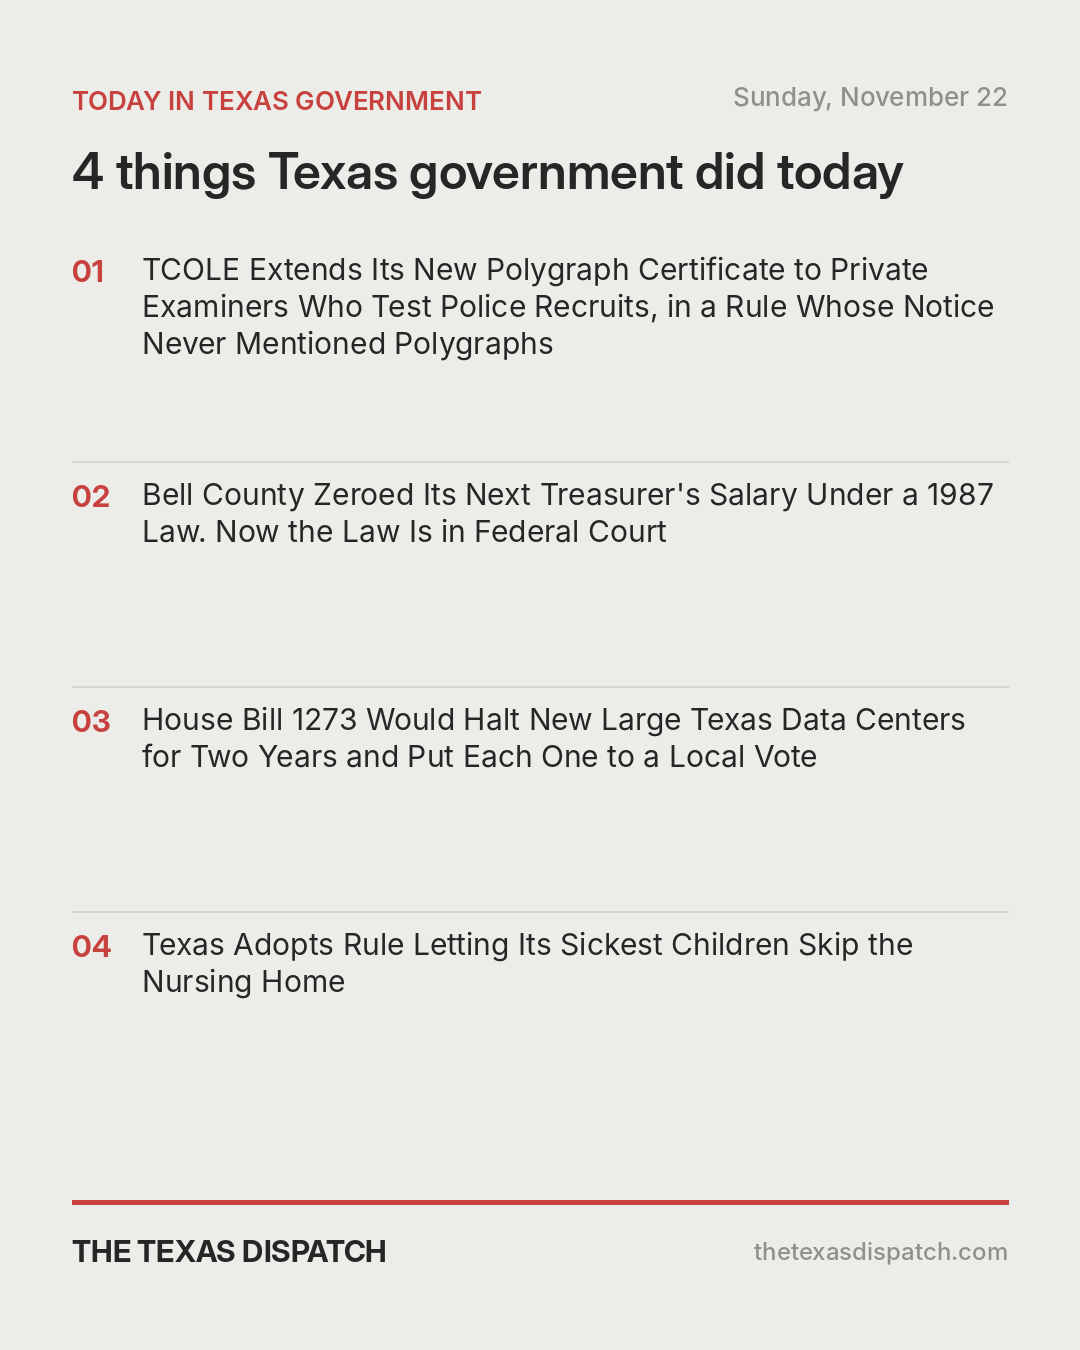 TODAY IN TEXAS GOVERNMENT
Sunday, November 22
4 things Texas government did today
01
TCOLE Extends Its New Polygraph Certificate to Private
Examiners Who Test Police Recruits, in a Rule Whose Notice
Never Mentioned Polygraphs
02
Bell County Zeroed Its Next Treasurer's Salary Under a 1987
Law. Now the Law Is in Federal Court
03
House Bill 1273 Would Halt New Large Texas Data Centers
for Two Years and Put Each One to a Local Vote
04
Texas Adopts Rule Letting Its Sickest Children Skip the
Nursing Home
THE TEXAS DISPATCH
thetexasdispatch.com